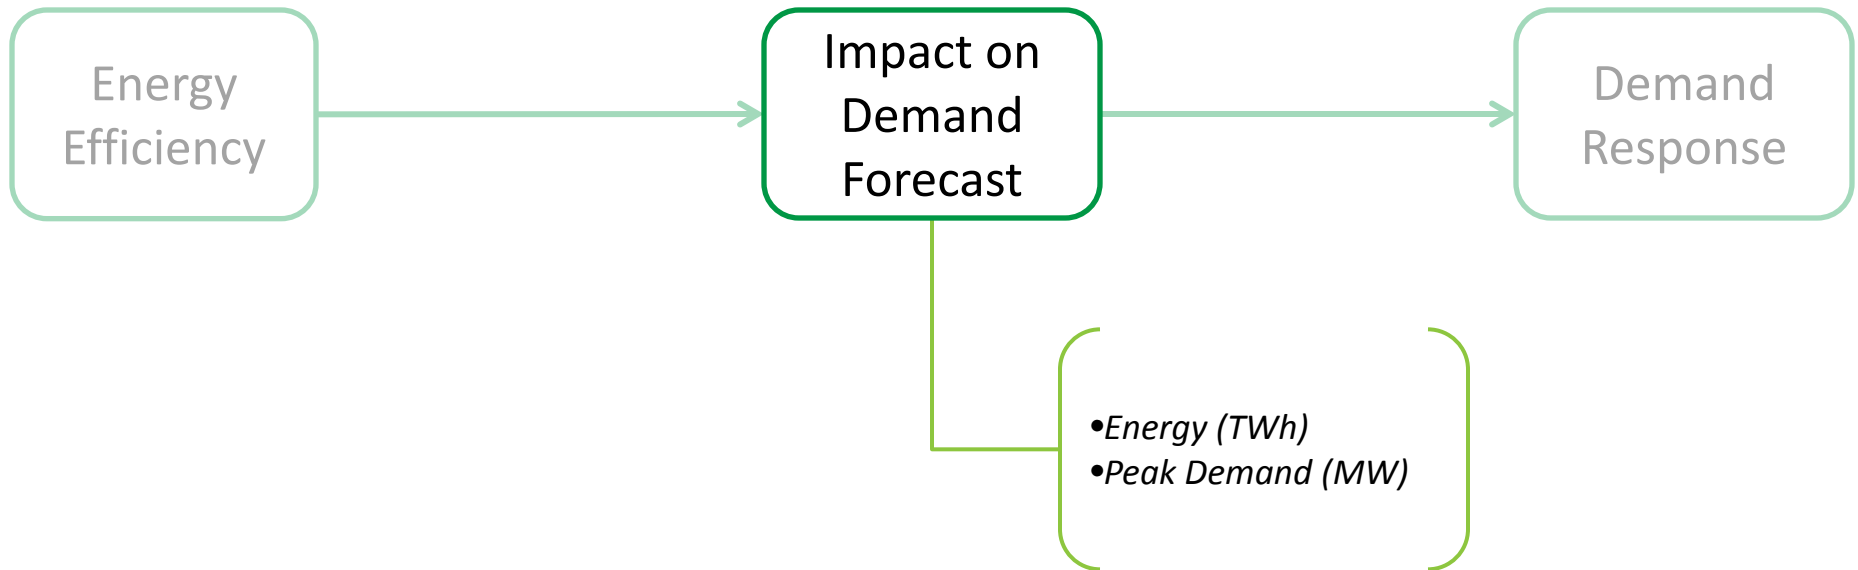 Energy
Efficiency
Impact on
Demand
Forecast
Demand
Response
•Energy (TWh)
•Peak Demand (MW)